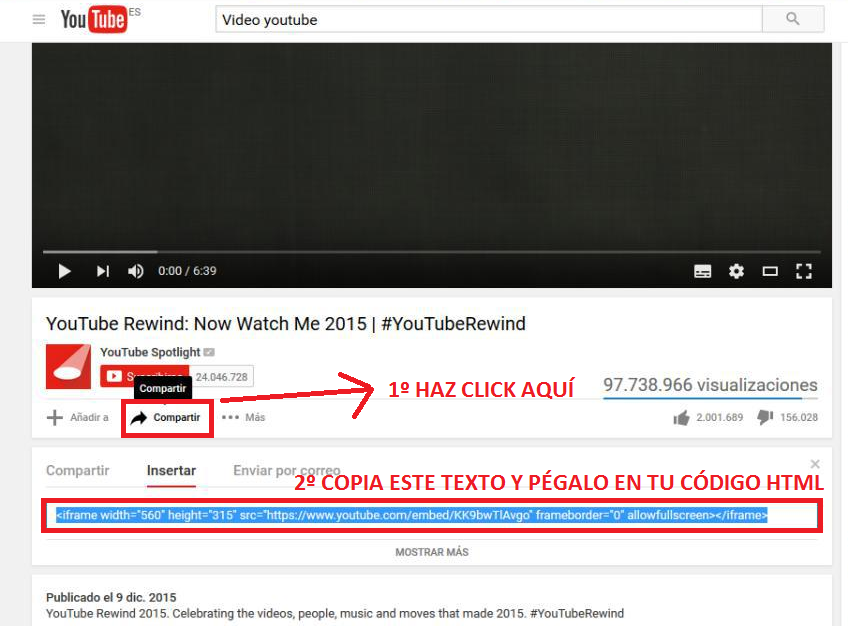 YouTube ES
Video youtube
0:00 / 6:39
YouTube Rewind: Now Watch Me 2015 | #YouTubeRewind
YouTube Spotlight
24.046.728
Compartir
1º HAZ CLICK AQUÍ
97.738.966 visualizaciones
Añadir a
Compartir
Más
2.001.689
156.028
Compartir
Insertar
Enviar por correo
2º COPIA ESTE TEXTO Y PÉGALO EN TU CÓDIGO HTML
<iframe width="560" height="315" src="https://www.youtube.com/embed/KK9bwTlAvgo" frameborder="0" allowfullscreen></iframe>
MOSTRAR MÁS
Publicado el 9 dic. 2015
YouTube Rewind 2015. Celebrating the videos, people, music and moves that made 2015. #YouTubeRewind